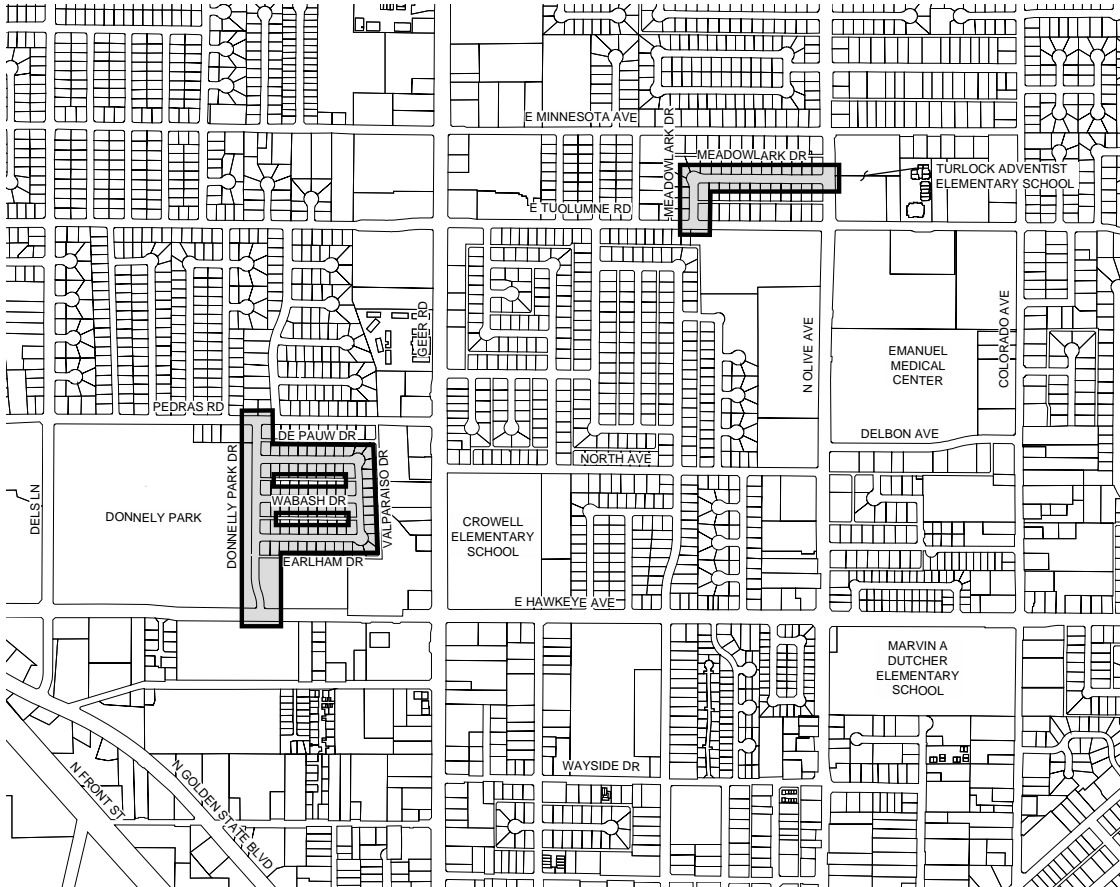 E MINNESOTA AVE
MEADOWLARK DR
MEADOWLARK DR
TURLOCK ADVENTIST
ELEMENTARY SCHOOL
E TUOLUMNE RD
GEER RD
N OLIVE AVE
COLORADO AVE
EMANUEL
MEDICAL
CENTER
PEDRAS RD
DE PAUW DR
DELBON AVE
NORTH AVE
DELS LN
DONNELY PARK
DONNELLY PARK DR
WABASH DR
VALPARAISO DR
CROWELL
ELEMENTARY
SCHOOL
EARLHAM DR
E HAWKEYE AVE
MARVIN A
DUTCHER
ELEMENTARY
SCHOOL
WAYSIDE DR
N FRONT ST
N GOLDEN STATE BLVD